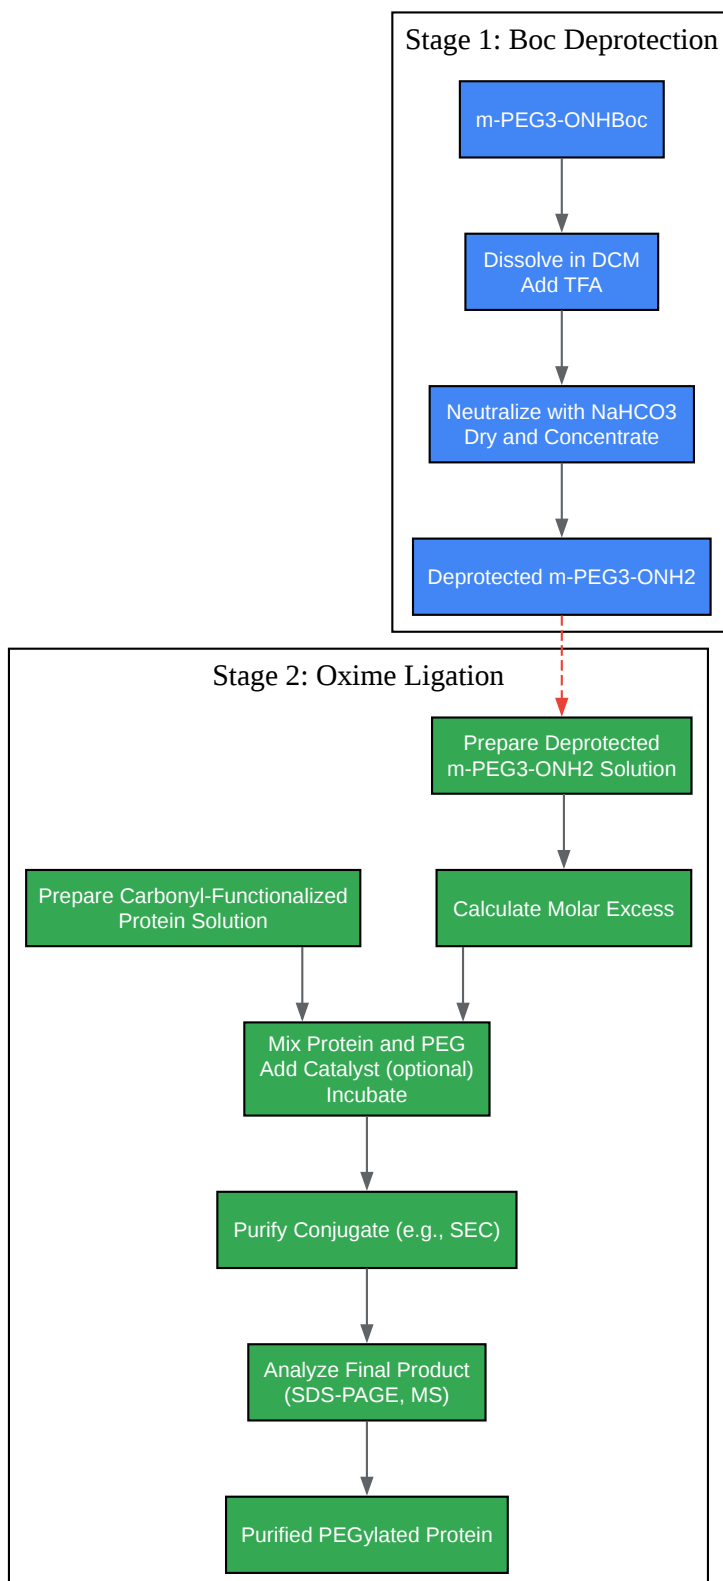 Stage 1: Boc Deprotection
m-PEG3-ONHBoc
Dissolve in DCM
Add TFA
Neutralize with NaHCO3
Dry and Concentrate
Deprotected m-PEG3-ONH2
Stage 2: Oxime Ligation
Prepare Deprotected
m-PEG3-ONH2 Solution
Prepare Carbonyl-Functionalized
Protein Solution
Calculate Molar Excess
Mix Protein and PEG
Add Catalyst (optional)
Incubate
Purify Conjugate (e.g., SEC)
Analyze Final Product
(SDS-PAGE, MS)
Purified PEGylated Protein